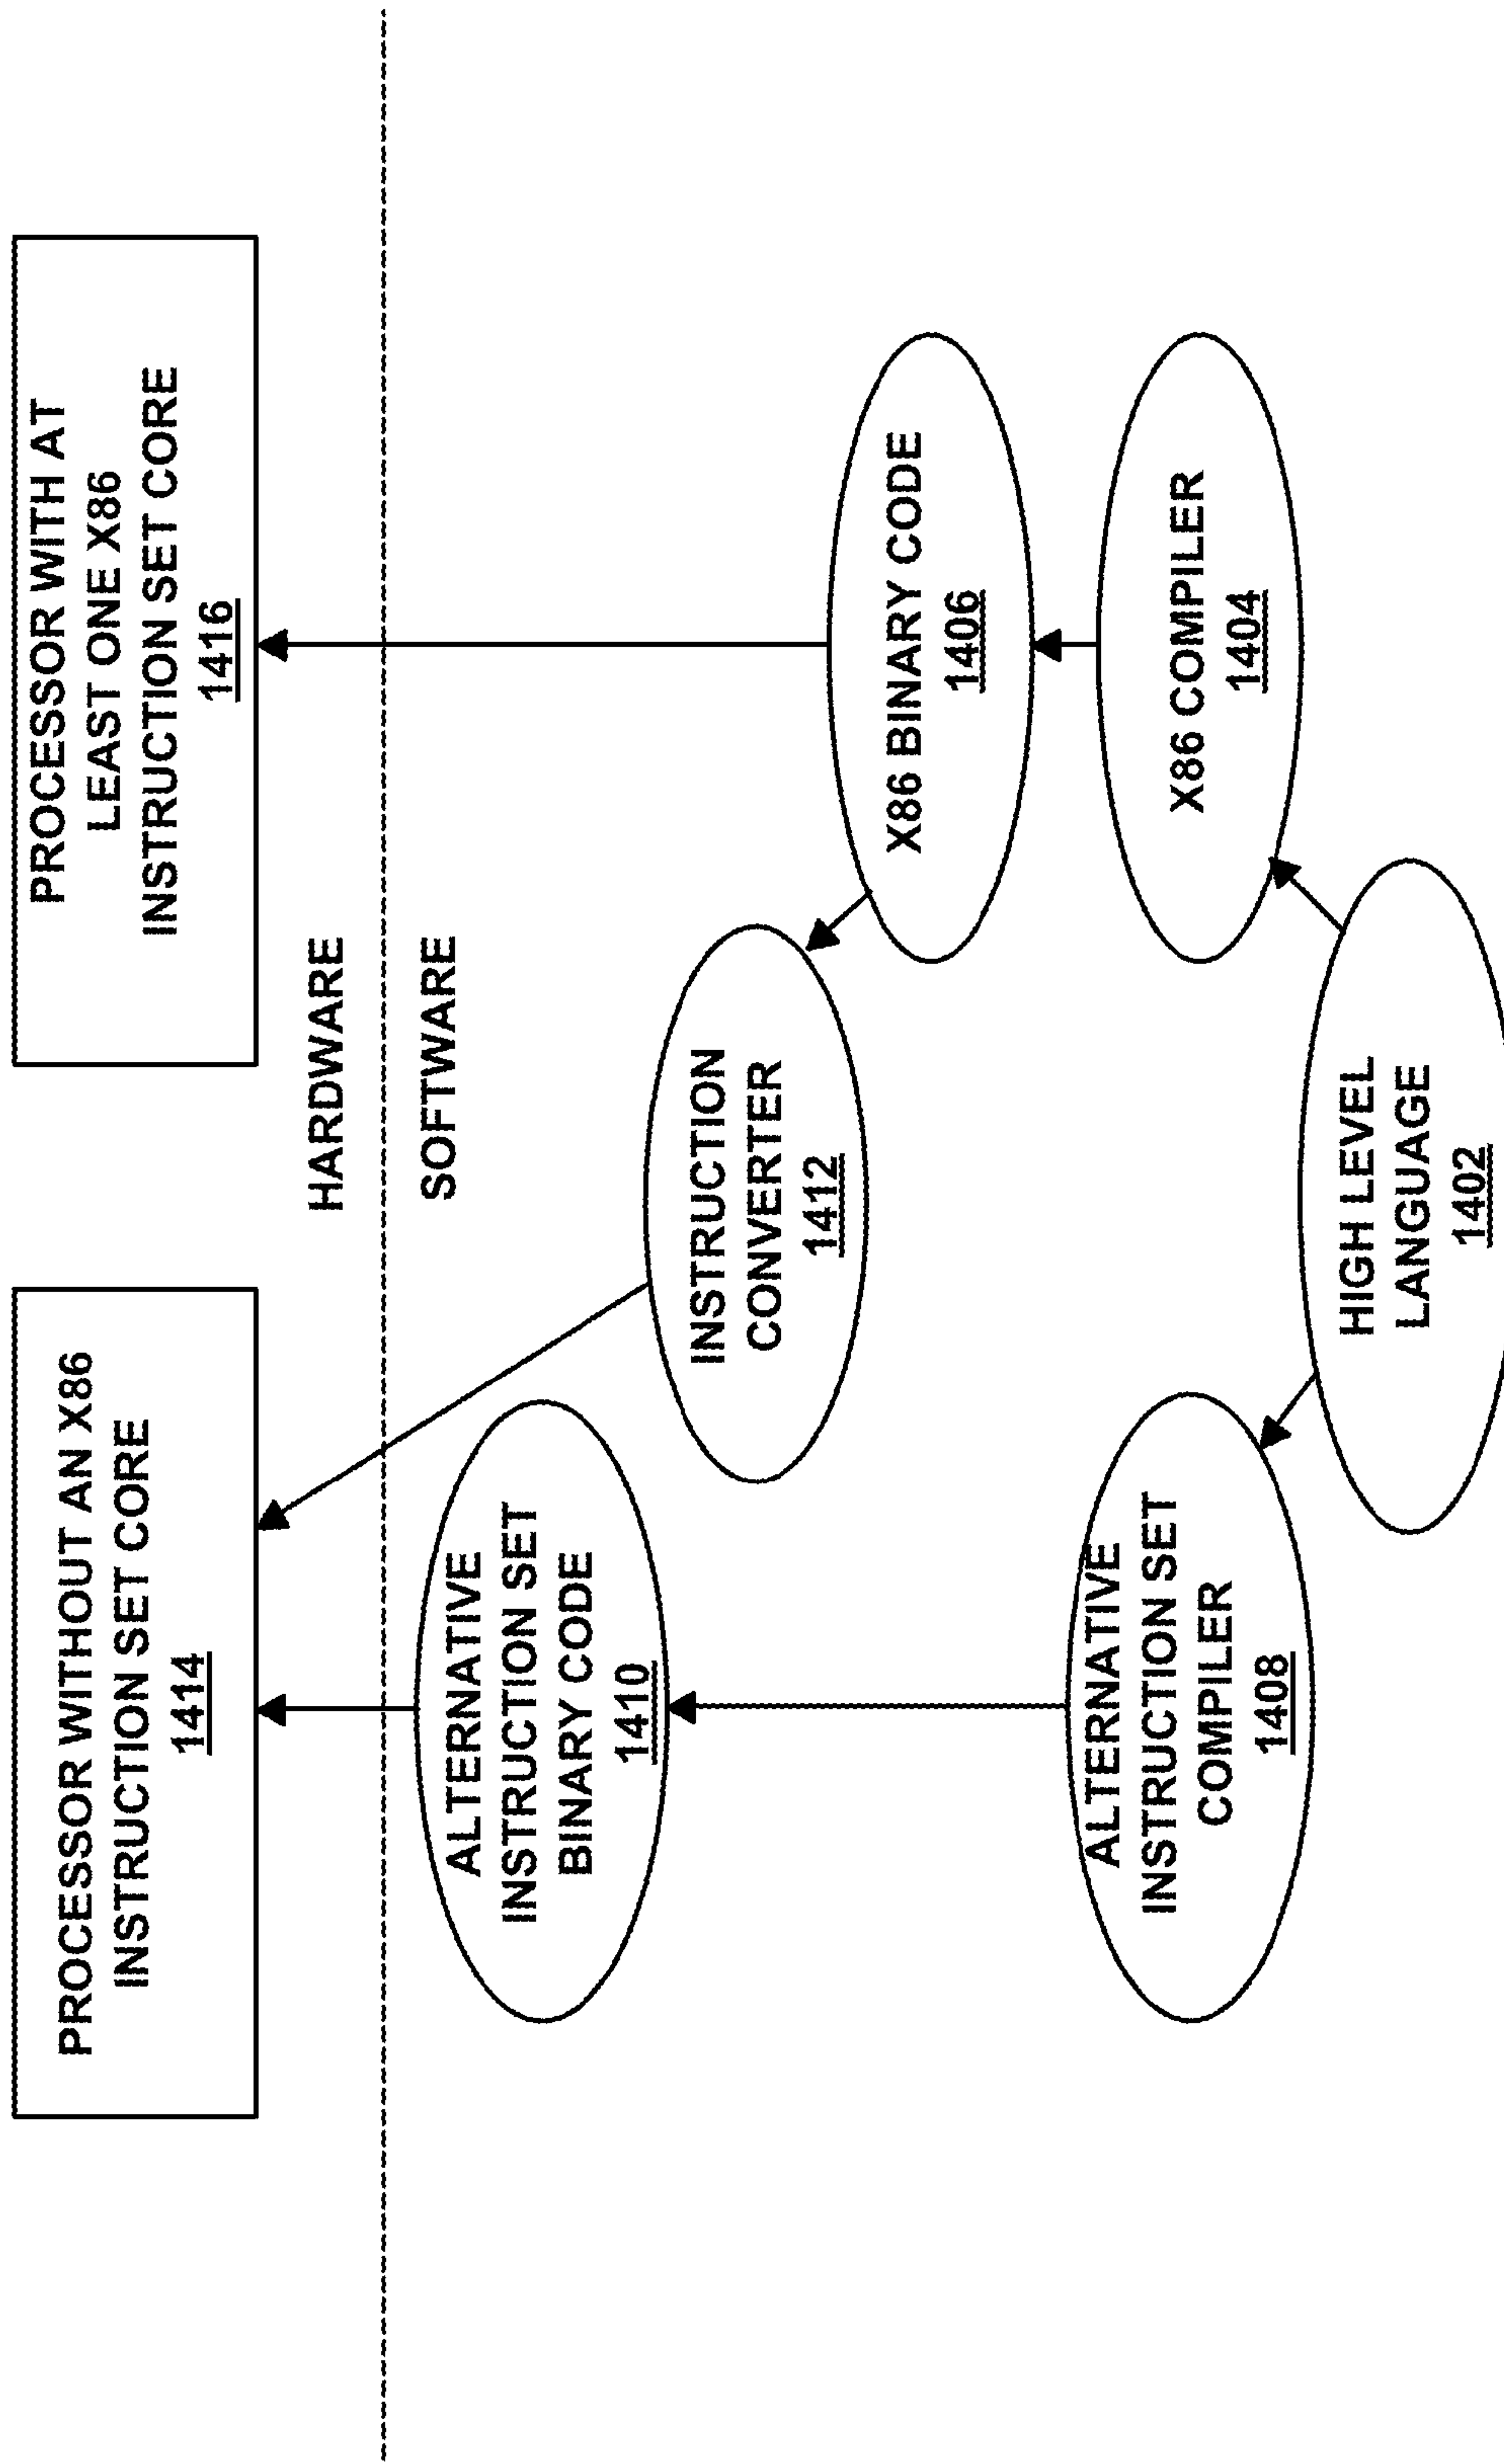 PROCESSOR WITHOUT AN X86
INSTRUCTION SET CORE
1414
PROCESSOR WITH AT
LEAST ONE X86
INSTRUCTION SET CORE
1416
HARDWARE
SOFTWARE
ALTERNATIVE
INSTRUCTION SET
BINARY CODE
1410
INSTRUCTION
CONVERTER
1412
X86 BINARY CODE
1406
ALTERNATIVE
INSTRUCTION SET
COMPILER
1408
X86 COMPILER
1404
HIGH LEVEL
LANGUAGE
1402